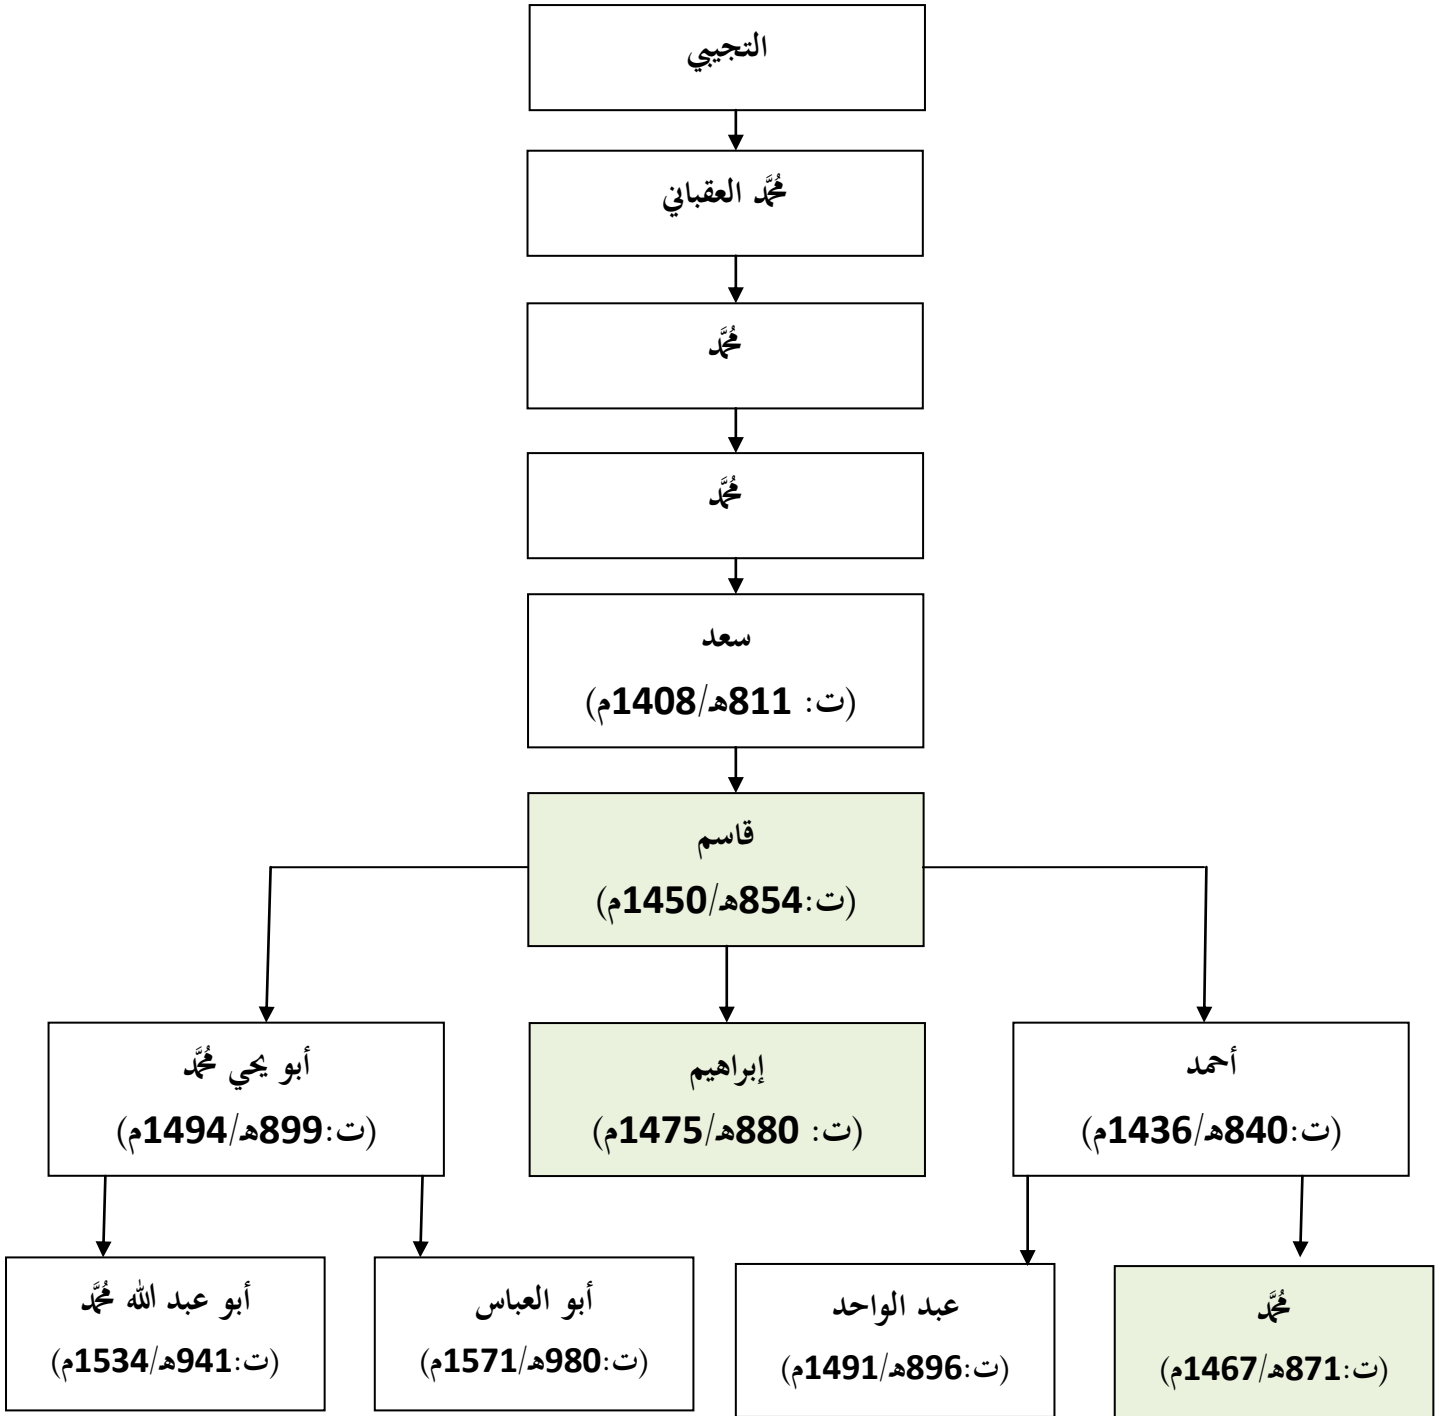 التجيبي
مُحَمَّد العقباني
مُحَمَّد
مُحَمَّد
سعد
(ت: 811هـ/1408م)
قاسم
(ت:854هـ/1450م)
أحمد
(ت:840هـ/1436م)
إبراهيم
(ت: 880هـ/1475م)
أبو يحي مُحَمَّد
(ت:899هـ/1494م)
مُحَمَّد
(ت:871هـ/1467م)
عبد الواحد
(ت:896هـ/1491م)
أبو العباس
(ت:980هـ/1571م)
أبو عبد الله مُحَمَّد
(ت:941هـ/1534م)